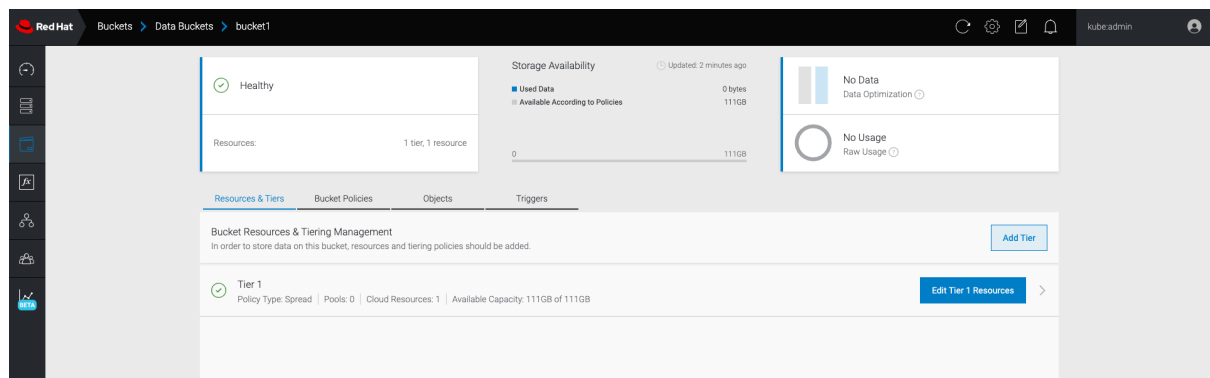 Red Hat
Buckets > Data Buckets > bucket1
kube:admin
Healthy
Resources: 1 tier, 1 resource
Storage Availability
Updated: 2 minutes ago
Used Data 0 bytes
Available According to Policies 111GB
0 111GB
No Data
Data Optimization ?
No Usage
Raw Usage ?
fx
BETA
Resources & Tiers Bucket Policies Objects Triggers
Bucket Resources & Tiering Management
In order to store data on this bucket, resources and tiering policies should be added.
Add Tier
Tier 1
Policy Type: Spread | Pools: 0 | Cloud Resources: 1 | Available Capacity: 111GB of 111GB
Edit Tier 1 Resources